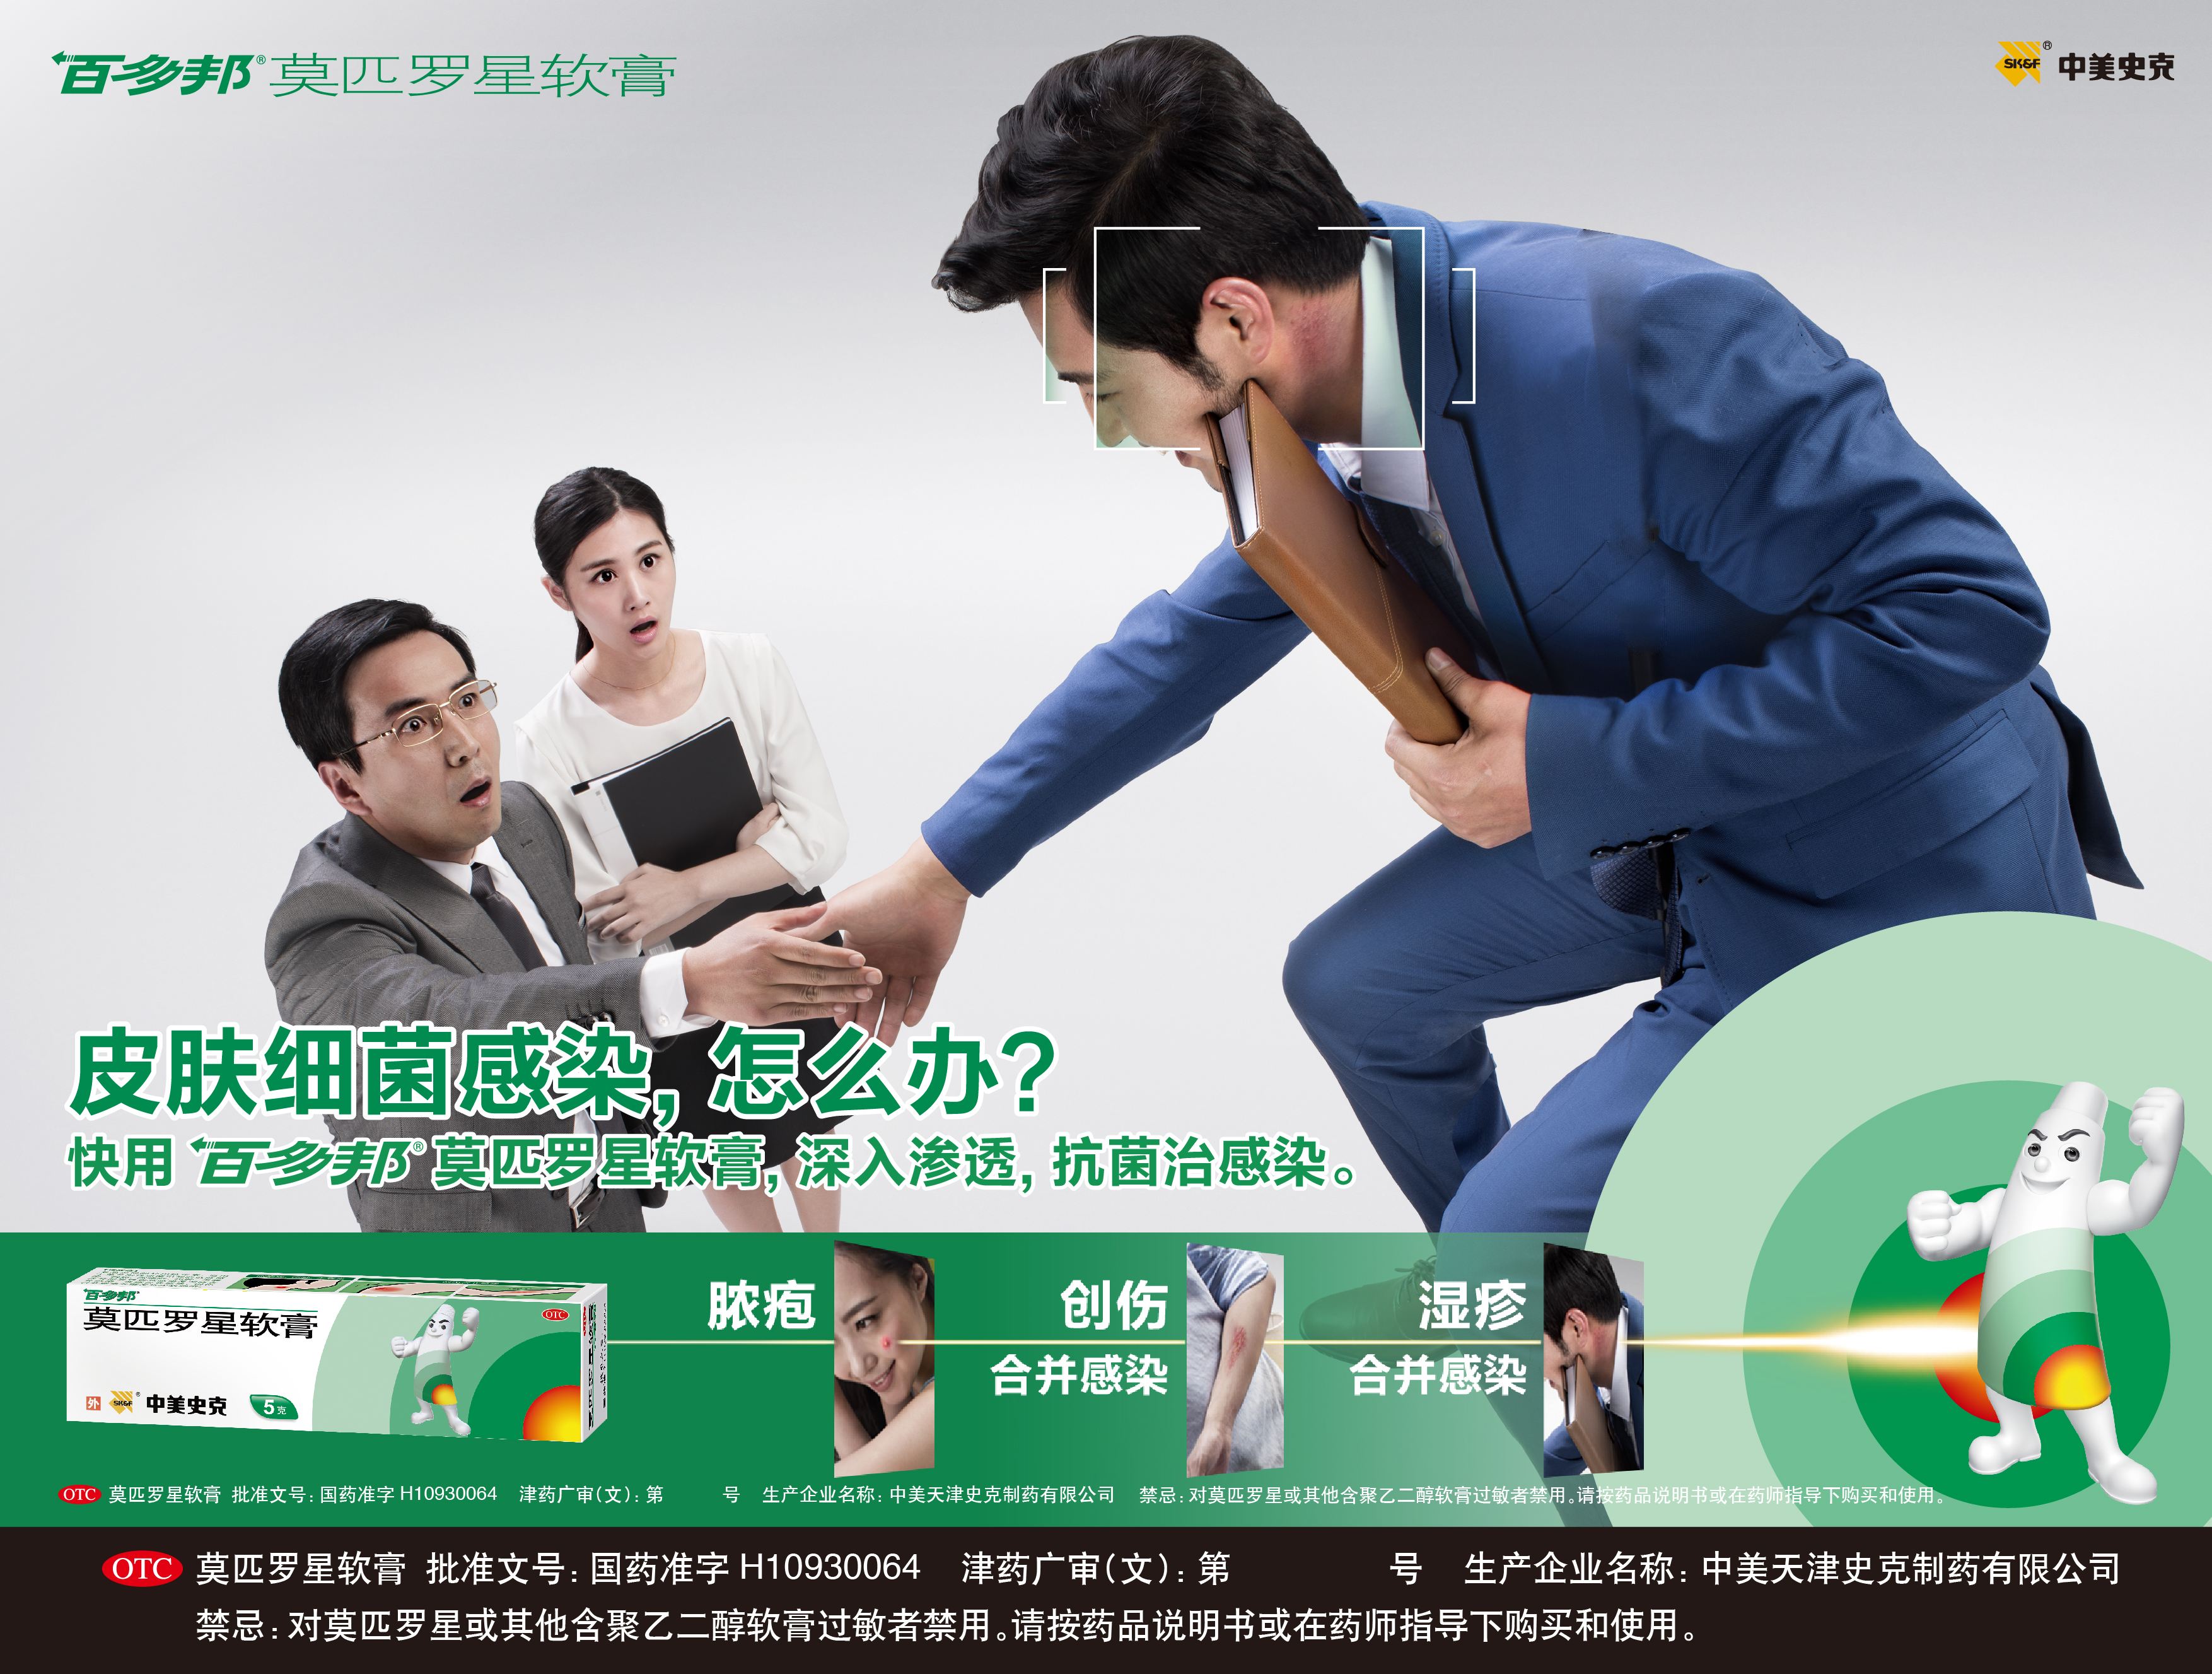 百多邦®莫匹罗星软膏
SK&F® 中美史克
皮肤细菌感染，怎么办？
快用 百多邦®莫匹罗星软膏，深入渗透，抗菌治感染。
百多邦®
莫匹罗星软膏
OTC
外 SK&F® 中美史克 5克
脓疱
创伤
合并感染
湿疹
合并感染
OTC 莫匹罗星软膏 批准文号：国药准字 H10930064 津药广审（文）：第 号 生产企业名称：中美天津史克制药有限公司 禁忌：对莫匹罗星或其他含聚乙二醇软膏过敏者禁用。请按药品说明书或在药师指导下购买和使用。
OTC 莫匹罗星软膏 批准文号：国药准字 H10930064 津药广审（文）：第 号 生产企业名称：中美天津史克制药有限公司
禁忌：对莫匹罗星或其他含聚乙二醇软膏过敏者禁用。请按药品说明书或在药师指导下购买和使用。